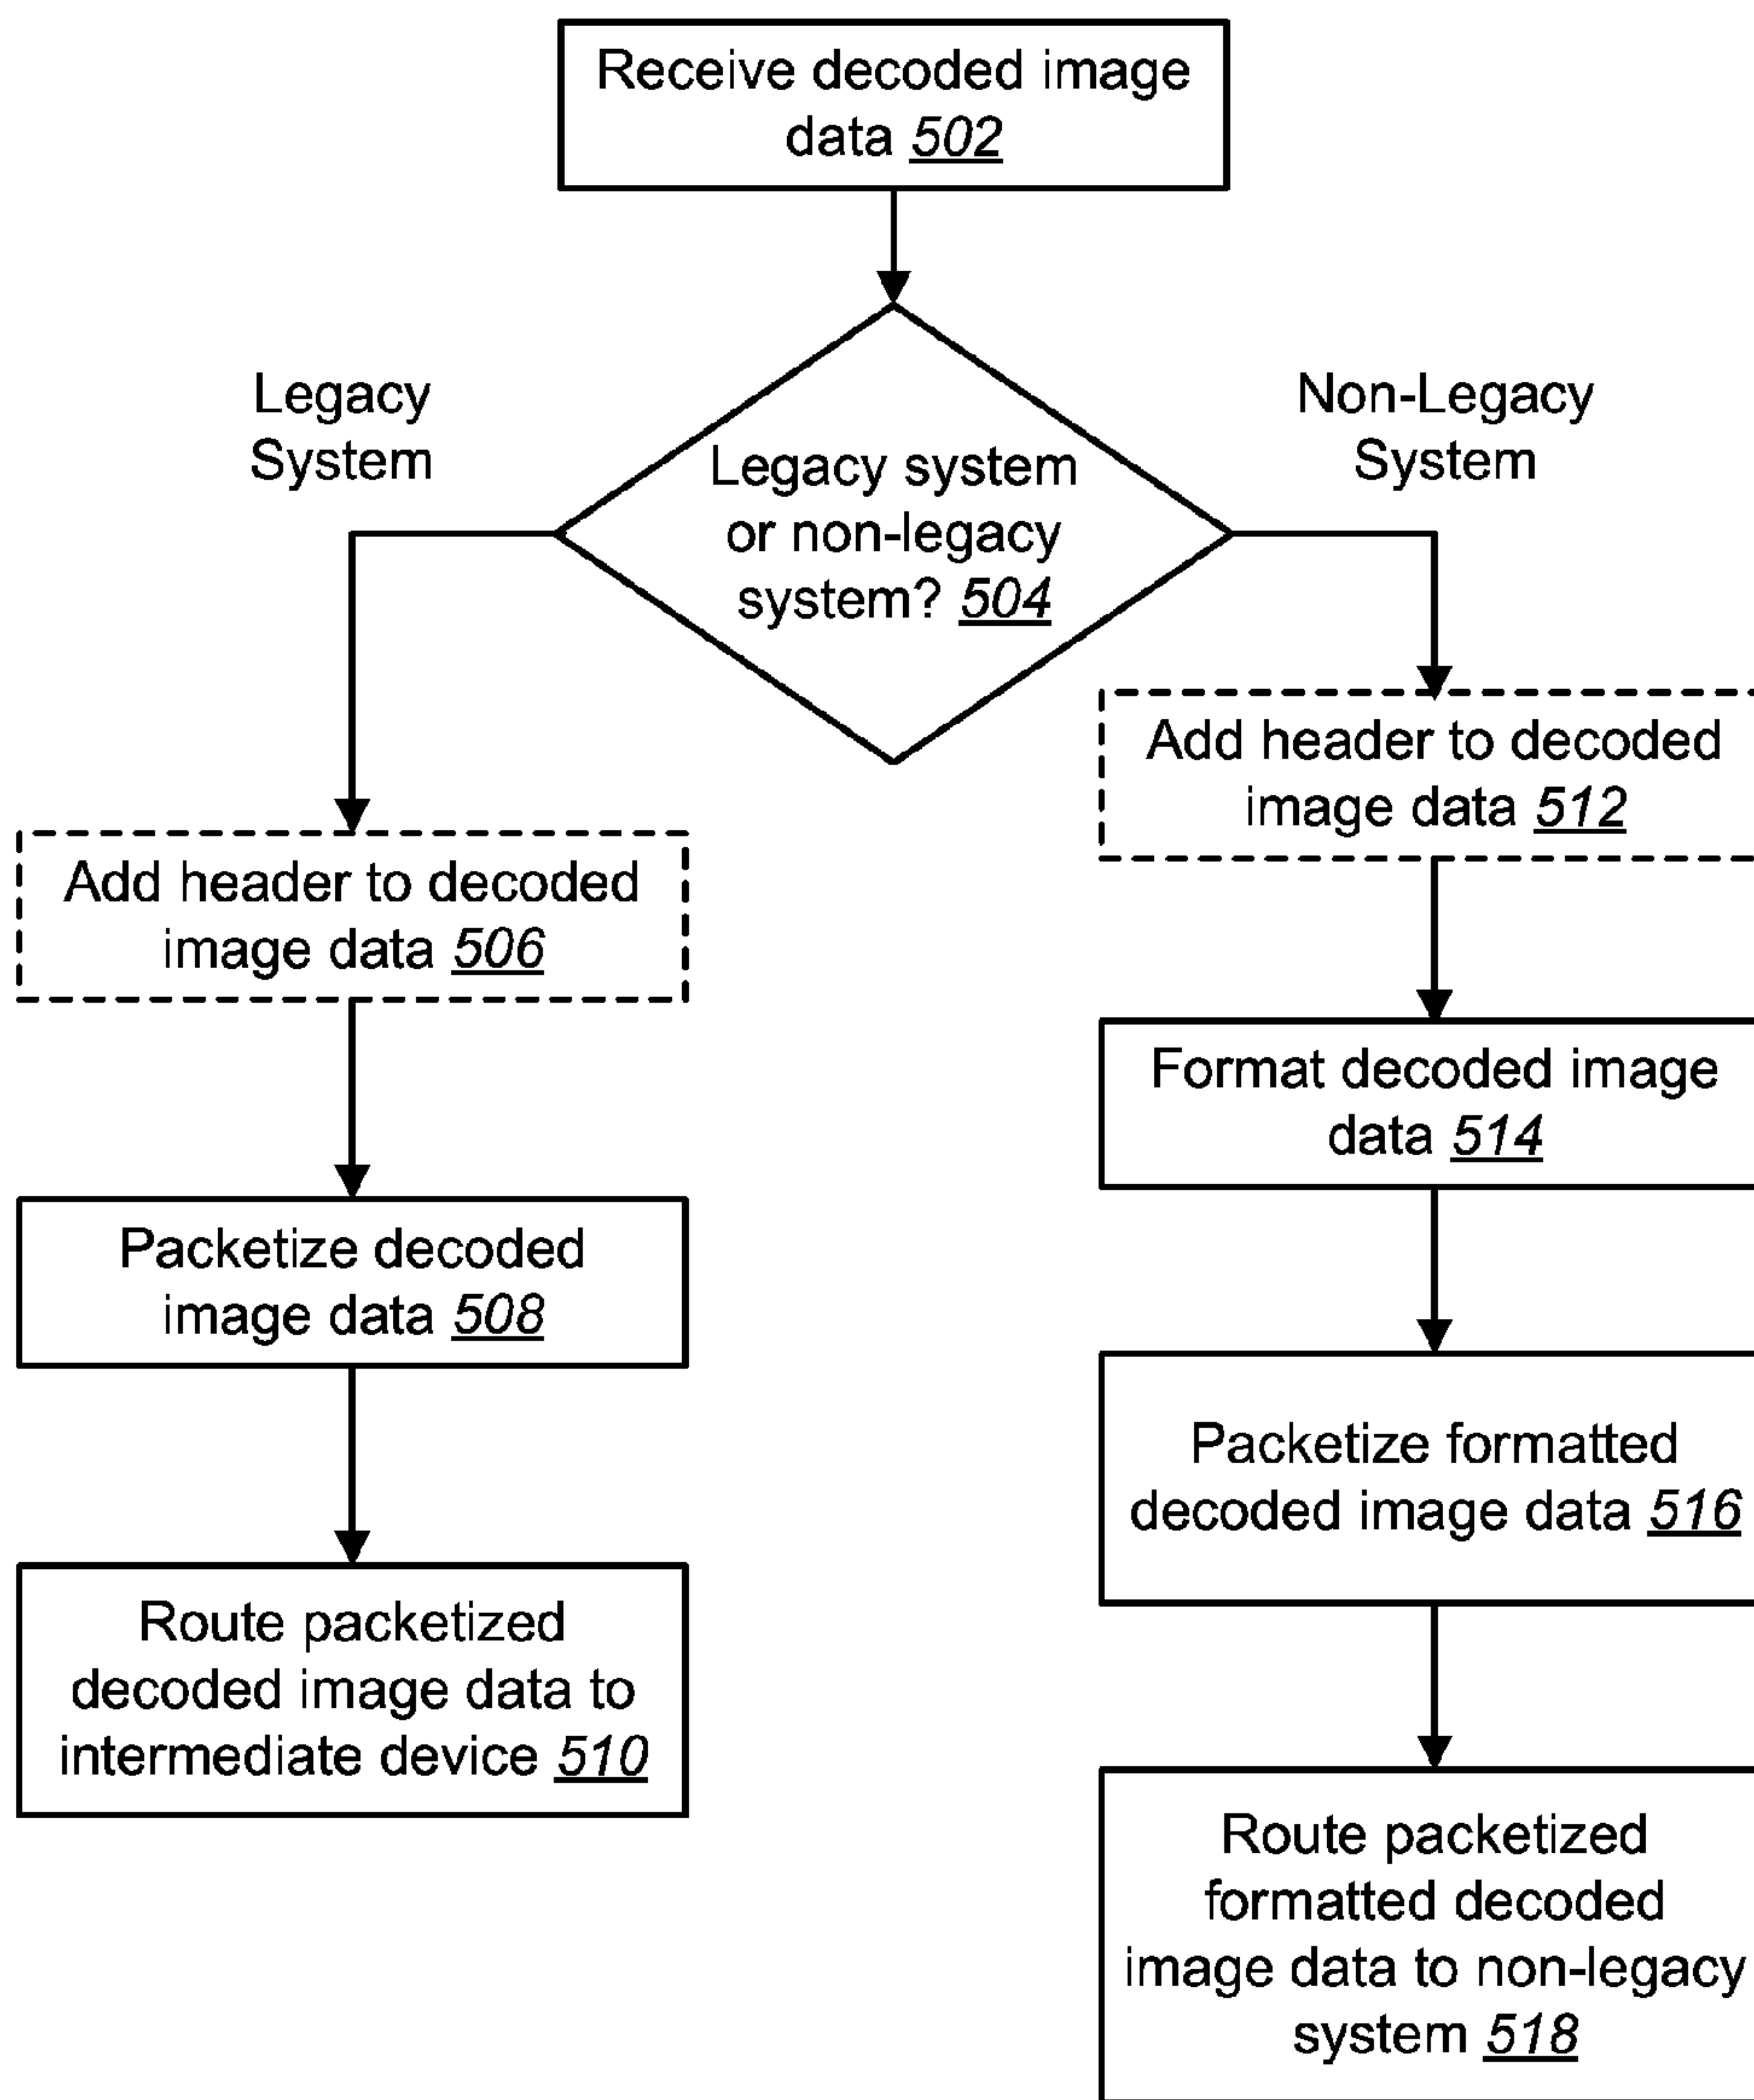 Receive decoded image
data 502
Legacy
System
Non-Legacy
System
Legacy system
or non-legacy
system? 504
Add header to decoded
image data 506
Packetize decoded
image data 508
Route packetized
decoded image data to
intermediate device 510
Add header to decoded
image data 512
Format decoded image
data 514
Packetize formatted
decoded image data 516
Route packetized
formatted decoded
image data to non-legacy
system 518